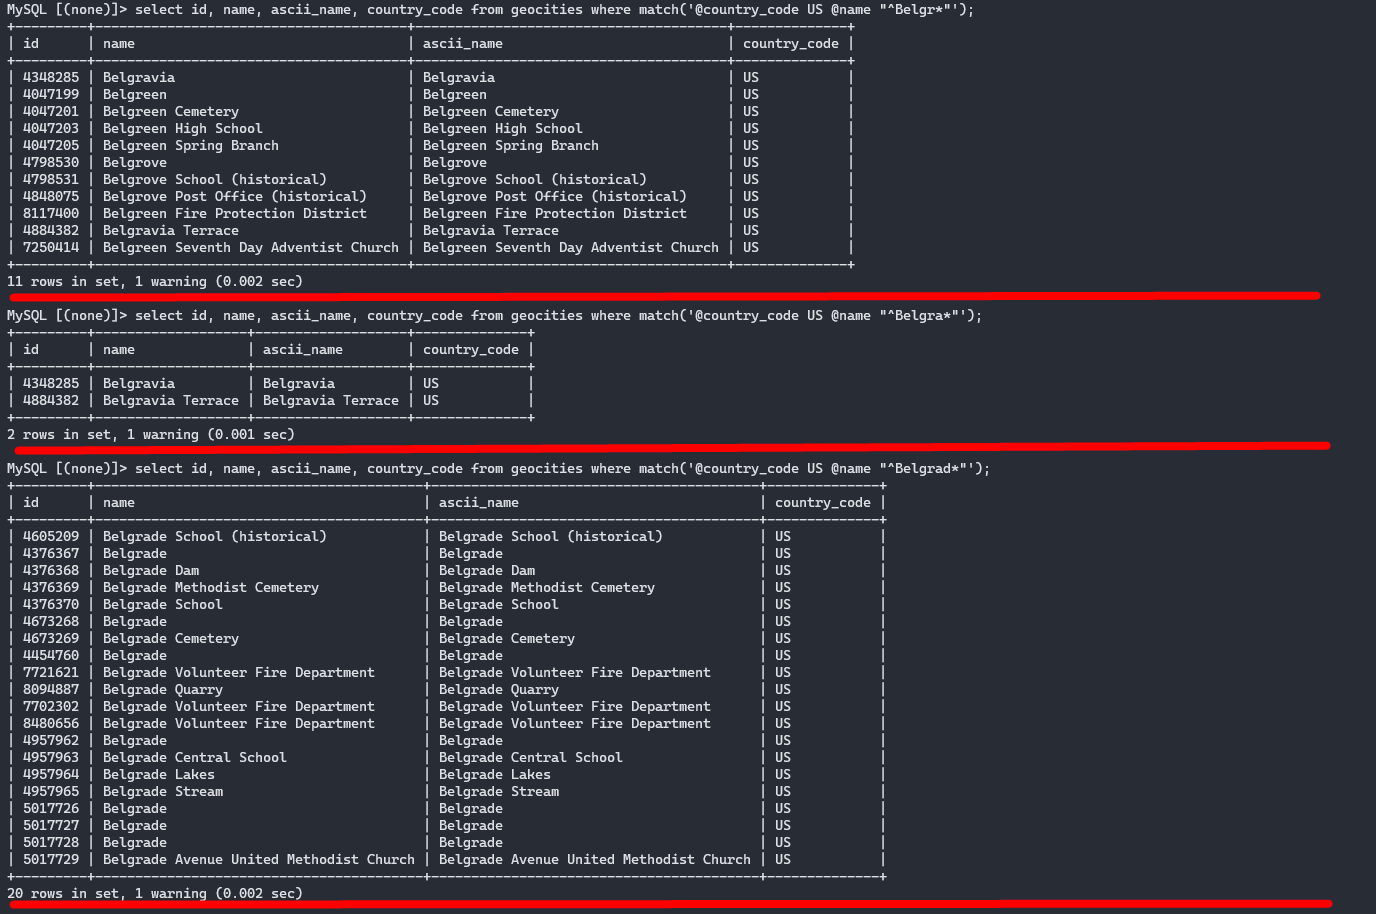 MySQL [(none)]> select id, name, ascii_name, country_code from geocities where match('@country_code US @name "^Belgr*"');
+---------+---------------------------------------+---------------------------------------+--------------+
| id      | name                                  | ascii_name                            | country_code |
+---------+---------------------------------------+---------------------------------------+--------------+
| 4348285 | Belgravia                             | Belgravia                             | US           |
| 4047199 | Belgreen                              | Belgreen                              | US           |
| 4047201 | Belgreen Cemetery                     | Belgreen Cemetery                     | US           |
| 4047203 | Belgreen High School                  | Belgreen High School                  | US           |
| 4047205 | Belgreen Spring Branch                | Belgreen Spring Branch                | US           |
| 4798530 | Belgrove                              | Belgrove                              | US           |
| 4798531 | Belgrove School (historical)          | Belgrove School (historical)          | US           |
| 4848075 | Belgrove Post Office (historical)     | Belgrove Post Office (historical)     | US           |
| 8117400 | Belgreen Fire Protection District     | Belgreen Fire Protection District     | US           |
| 4884382 | Belgravia Terrace                     | Belgravia Terrace                     | US           |
| 7250414 | Belgreen Seventh Day Adventist Church | Belgreen Seventh Day Adventist Church | US           |
+---------+---------------------------------------+---------------------------------------+--------------+
11 rows in set, 1 warning (0.002 sec)
MySQL [(none)]> select id, name, ascii_name, country_code from geocities where match('@country_code US @name "^Belgra*"');
+---------+-------------------+-------------------+--------------+
| id      | name              | ascii_name        | country_code |
+---------+-------------------+-------------------+--------------+
| 4348285 | Belgravia         | Belgravia         | US           |
| 4884382 | Belgravia Terrace | Belgravia Terrace | US           |
+---------+-------------------+-------------------+--------------+
2 rows in set, 1 warning (0.001 sec)
MySQL [(none)]> select id, name, ascii_name, country_code from geocities where match('@country_code US @name "^Belgrad*"');
+---------+-----------------------------------------+-----------------------------------------+--------------+
| id      | name                                    | ascii_name                              | country_code |
+---------+-----------------------------------------+-----------------------------------------+--------------+
| 4605209 | Belgrade School (historical)            | Belgrade School (historical)            | US           |
| 4376367 | Belgrade                                | Belgrade                                | US           |
| 4376368 | Belgrade Dam                            | Belgrade Dam                            | US           |
| 4376369 | Belgrade Methodist Cemetery             | Belgrade Methodist Cemetery             | US           |
| 4376370 | Belgrade School                         | Belgrade School                         | US           |
| 4673268 | Belgrade                                | Belgrade                                | US           |
| 4673269 | Belgrade Cemetery                       | Belgrade Cemetery                       | US           |
| 4454760 | Belgrade                                | Belgrade                                | US           |
| 7721621 | Belgrade Volunteer Fire Department      | Belgrade Volunteer Fire Department      | US           |
| 8094887 | Belgrade Quarry                         | Belgrade Quarry                         | US           |
| 7702302 | Belgrade Volunteer Fire Department      | Belgrade Volunteer Fire Department      | US           |
| 8480656 | Belgrade Volunteer Fire Department      | Belgrade Volunteer Fire Department      | US           |
| 4957962 | Belgrade                                | Belgrade                                | US           |
| 4957963 | Belgrade Central School                 | Belgrade Central School                 | US           |
| 4957964 | Belgrade Lakes                          | Belgrade Lakes                          | US           |
| 4957965 | Belgrade Stream                         | Belgrade Stream                         | US           |
| 5017726 | Belgrade                                | Belgrade                                | US           |
| 5017727 | Belgrade                                | Belgrade                                | US           |
| 5017728 | Belgrade                                | Belgrade                                | US           |
| 5017729 | Belgrade Avenue United Methodist Church | Belgrade Avenue United Methodist Church | US           |
+---------+-----------------------------------------+-----------------------------------------+--------------+
20 rows in set, 1 warning (0.002 sec)